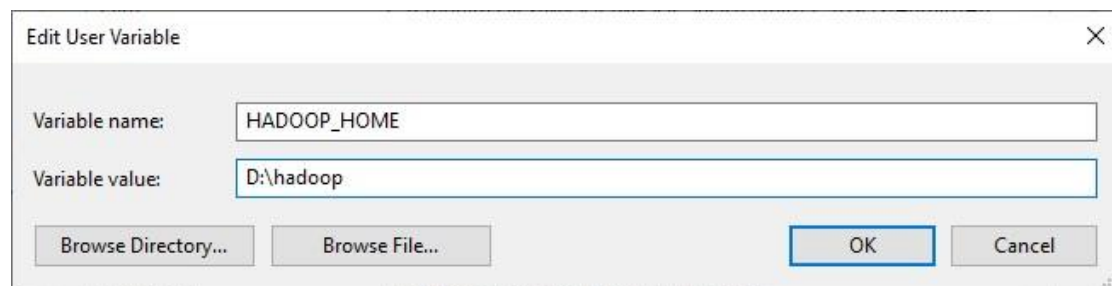 Edit User Variable
Variable name: HADOOP_HOME
Variable value: D:\hadoop
Browse Directory... Browse File... OK Cancel